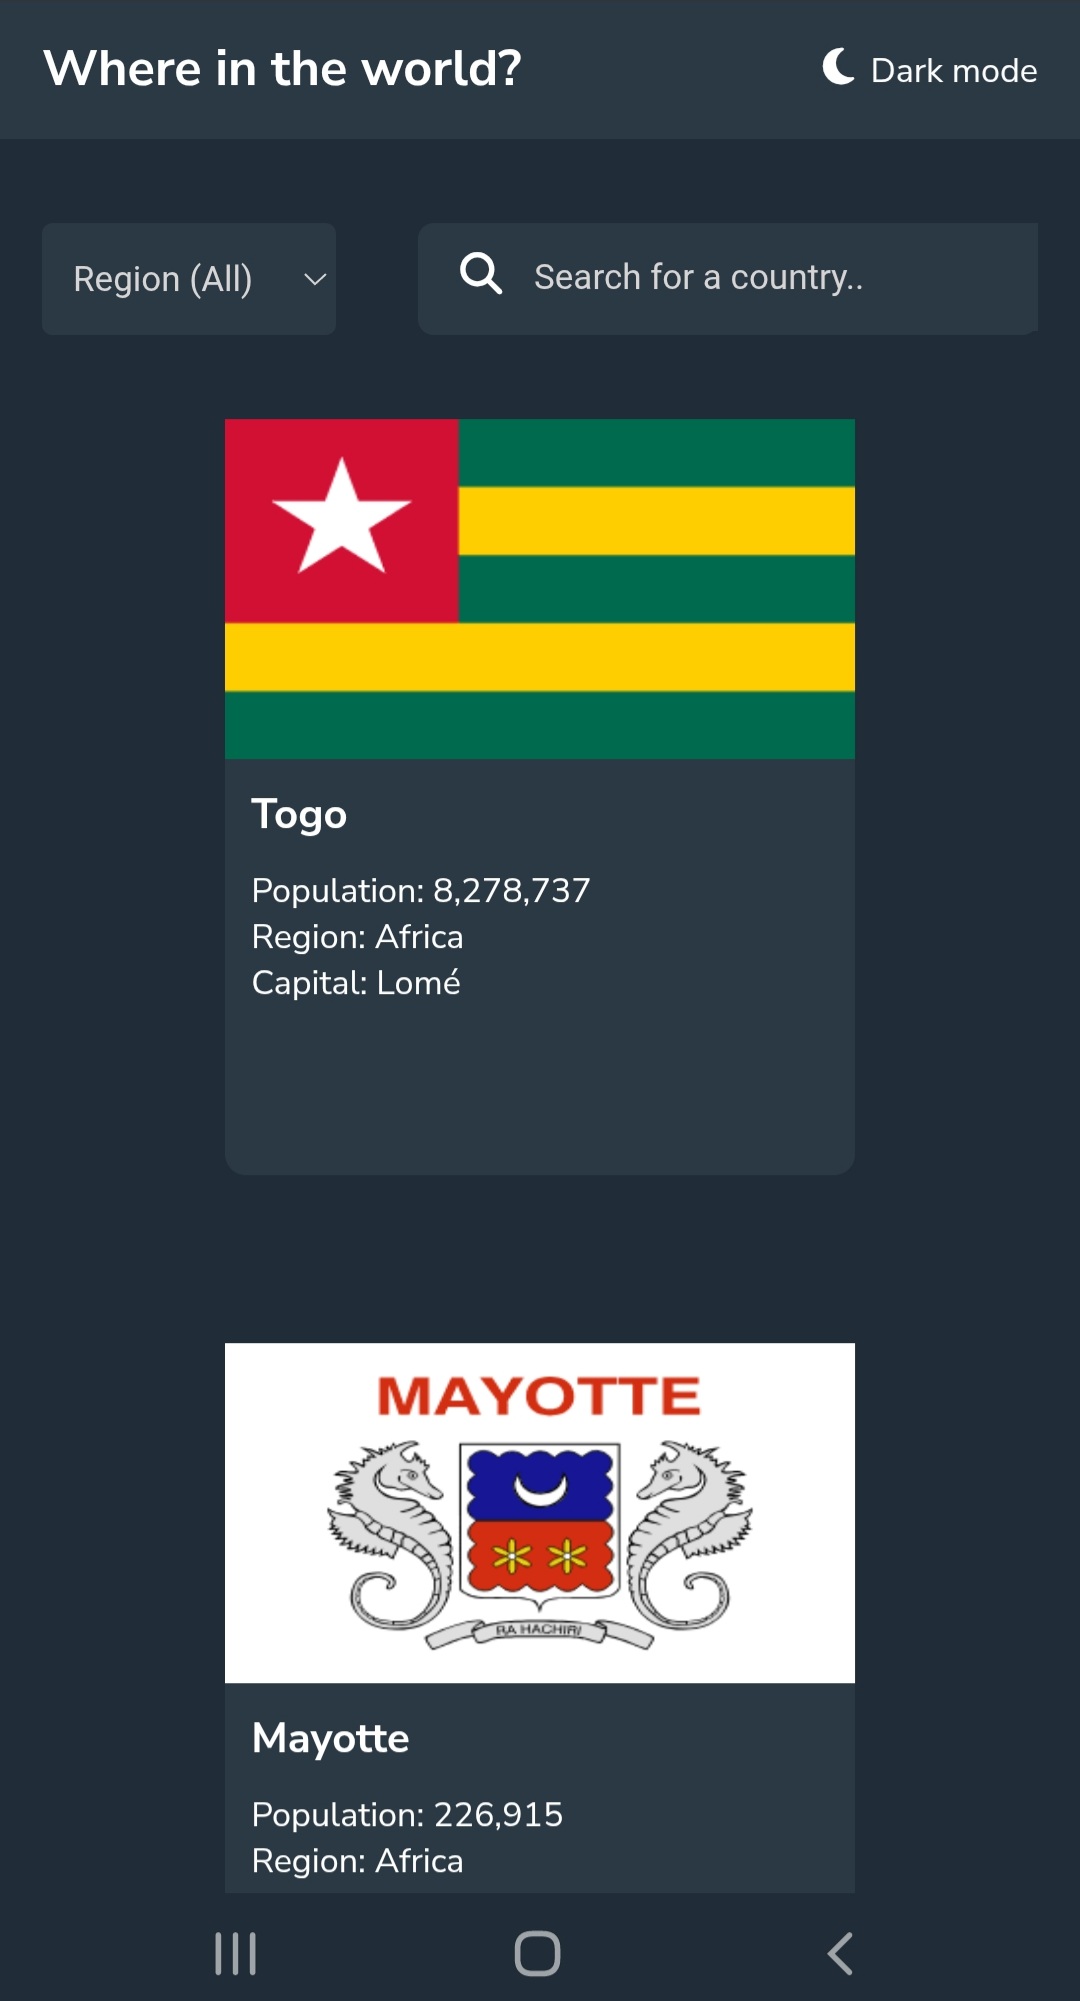 Where in the world?
Dark mode
Region (All)
Search for a country..
Togo
Population: 8,278,737
Region: Africa
Capital: Lomé
MAYOTTE
RA HACHIRI
Mayotte
Population: 226,915
Region: Africa